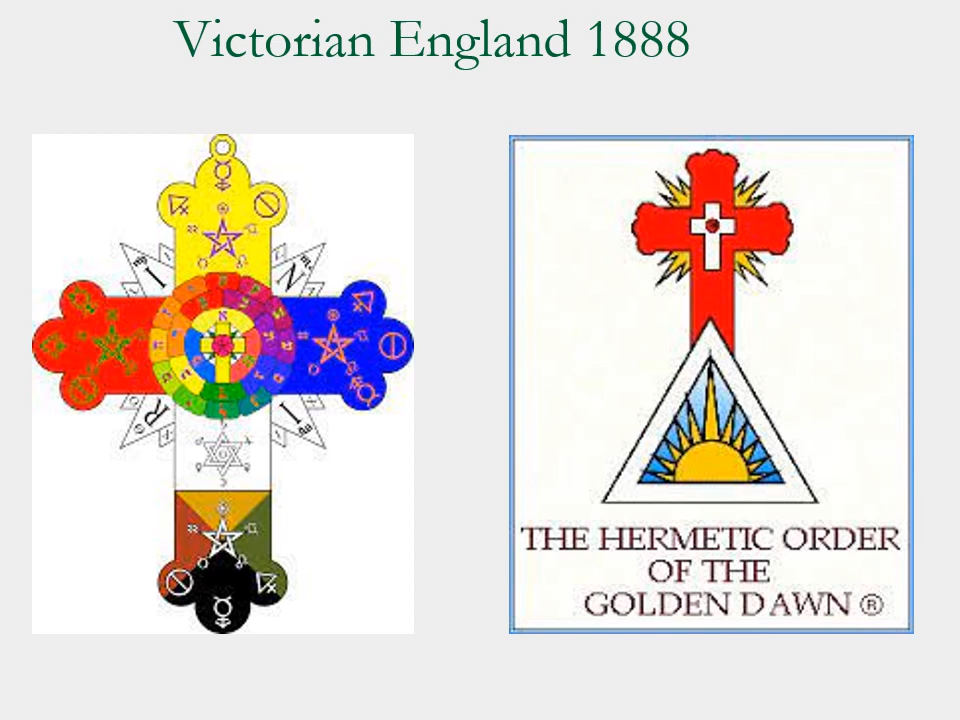 Victorian England 1888
I N
R I
THE HERMETIC ORDER
OF THE
GOLDEN DAWN ®